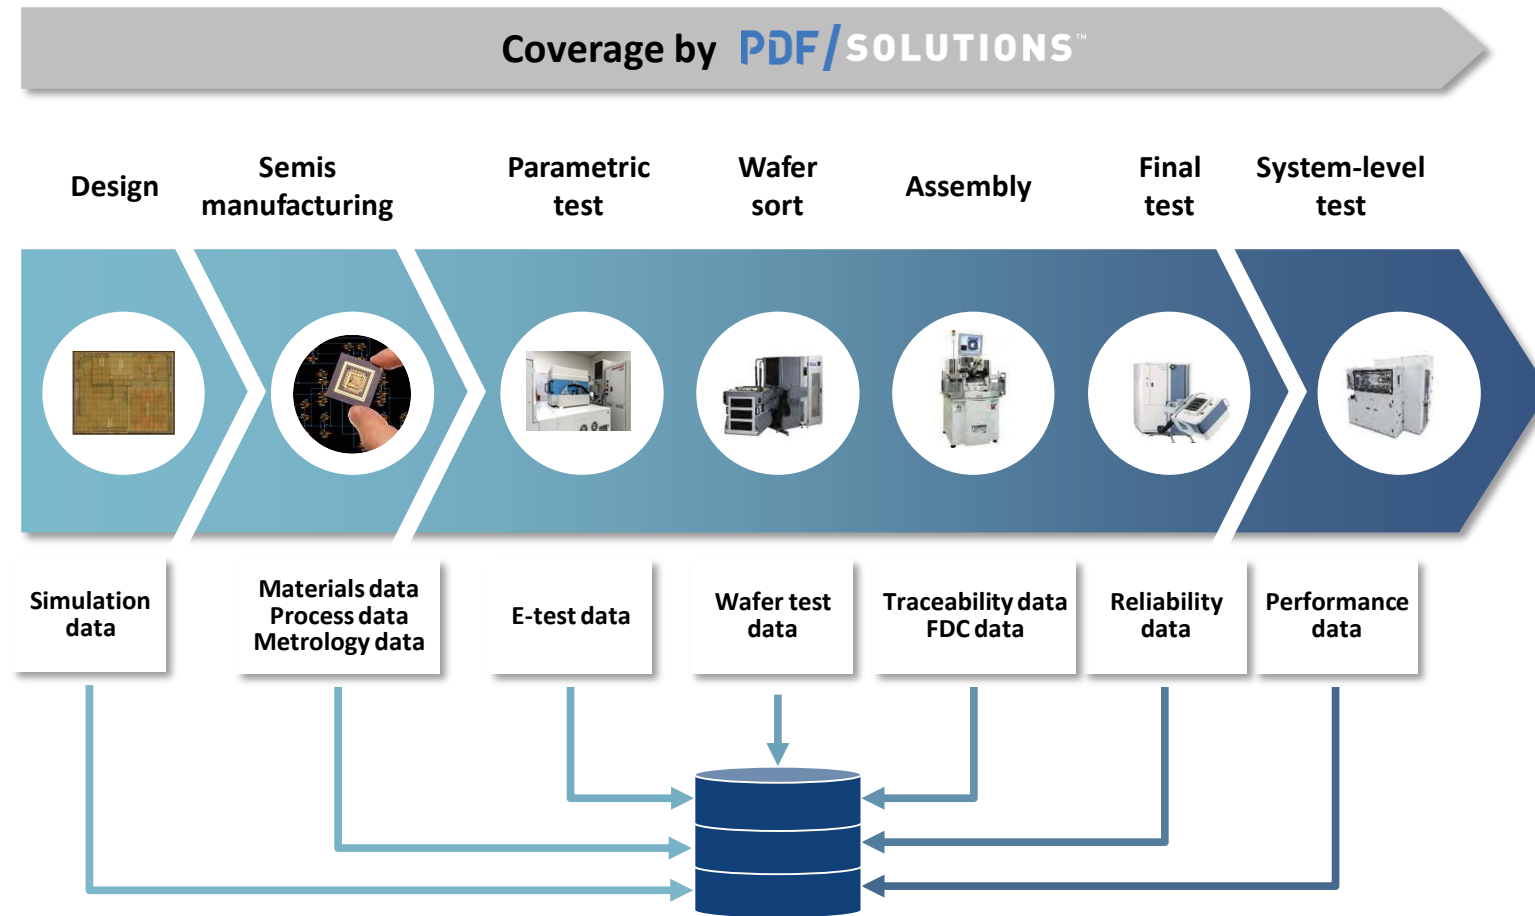 Coverage by PDF/SOLUTIONS™
Design
Semis
manufacturing
Parametric
test
Wafer
sort
Assembly
Final
test
System-level
test
Simulation
data
Materials data
Process data
Metrology data
E-test data
Wafer test
data
Traceability data
FDC data
Reliability
data
Performance
data